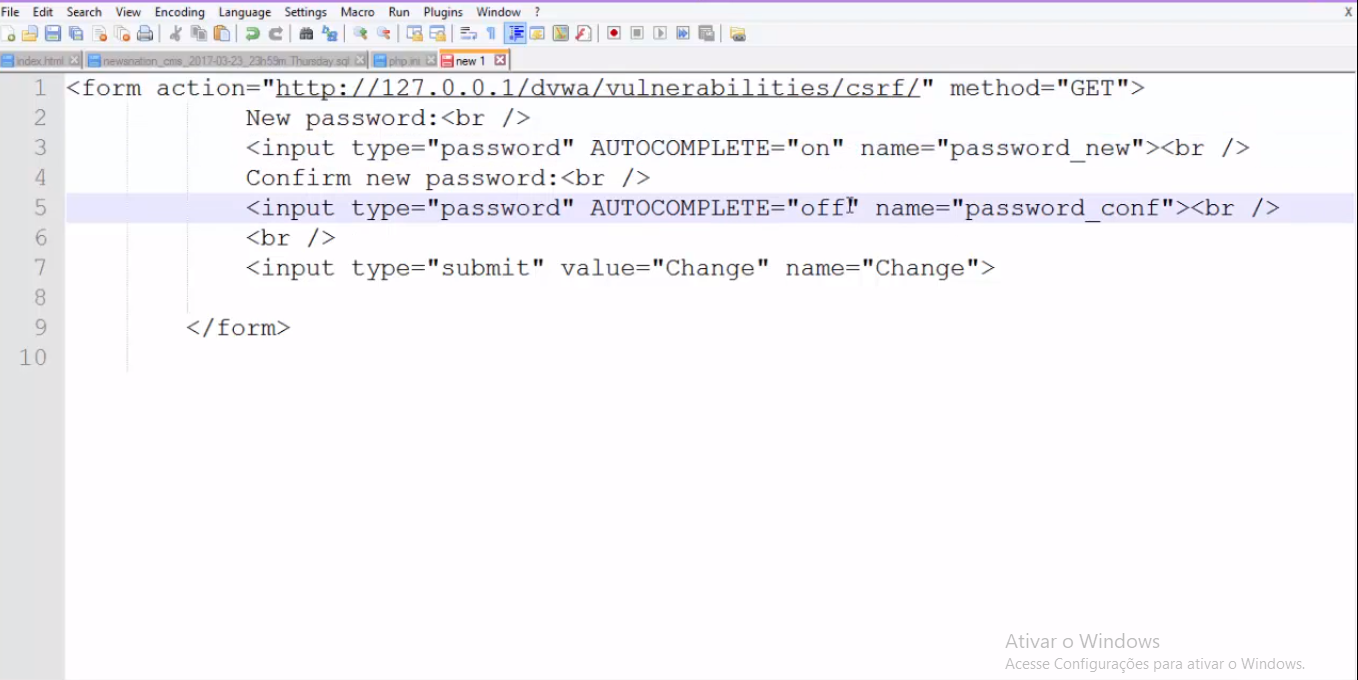 File Edit Search View Encoding Language Settings Macro Run Plugins Window ? X
index.html newsnation_cms_2017-03-23_23h59m Thursday.sql php.ini new 1
1 <form action="http://127.0.0.1/dvwa/vulnerabilities/csrf/" method="GET">
2 New password:<br />
3 <input type="password" AUTOCOMPLETE="on" name="password_new"><br />
4 Confirm new password:<br />
5 <input type="password" AUTOCOMPLETE="off" name="password_conf"><br />
6 <br />
7 <input type="submit" value="Change" name="Change">
8
9 </form>
10
Ativar o Windows
Acesse Configurações para ativar o Windows.